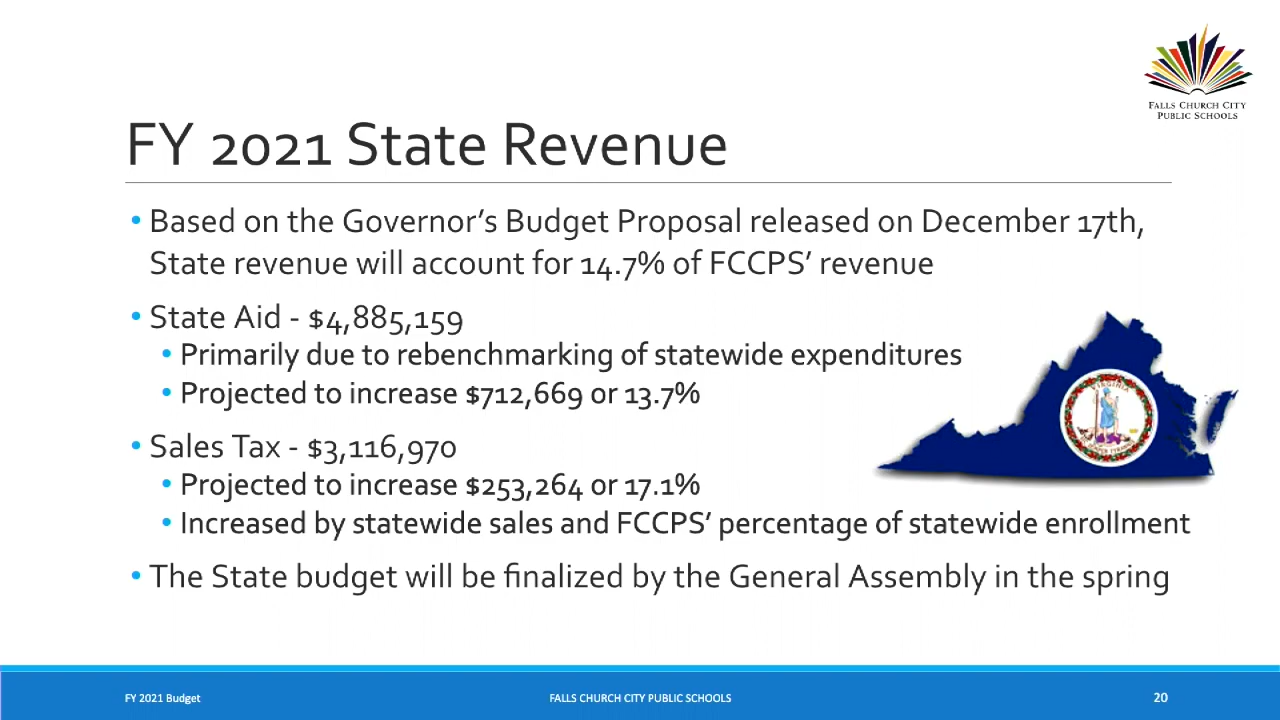 FALLS CHURCH CITY
PUBLIC SCHOOLS
FY 2021 State Revenue
• Based on the Governor’s Budget Proposal released on December 17th,
State revenue will account for 14.7% of FCCPS’ revenue
• State Aid - $4,885,159
• Primarily due to rebenchmarking of statewide expenditures
• Projected to increase $712,669 or 13.7%
• Sales Tax - $3,116,970
• Projected to increase $253,264 or 17.1%
• Increased by statewide sales and FCCPS’ percentage of statewide enrollment
• The State budget will be finalized by the General Assembly in the spring
VIRGINIA
FY 2021 Budget
FALLS CHURCH CITY PUBLIC SCHOOLS
20